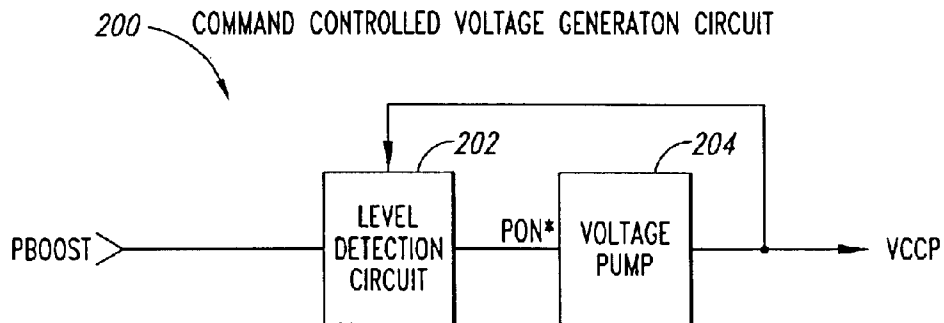 200
COMMAND CONTROLLED VOLTAGE GENERATON CIRCUIT
202
204
PBOOST
LEVEL
DETECTION
CIRCUIT
PON*
VOLTAGE
PUMP
VCCP